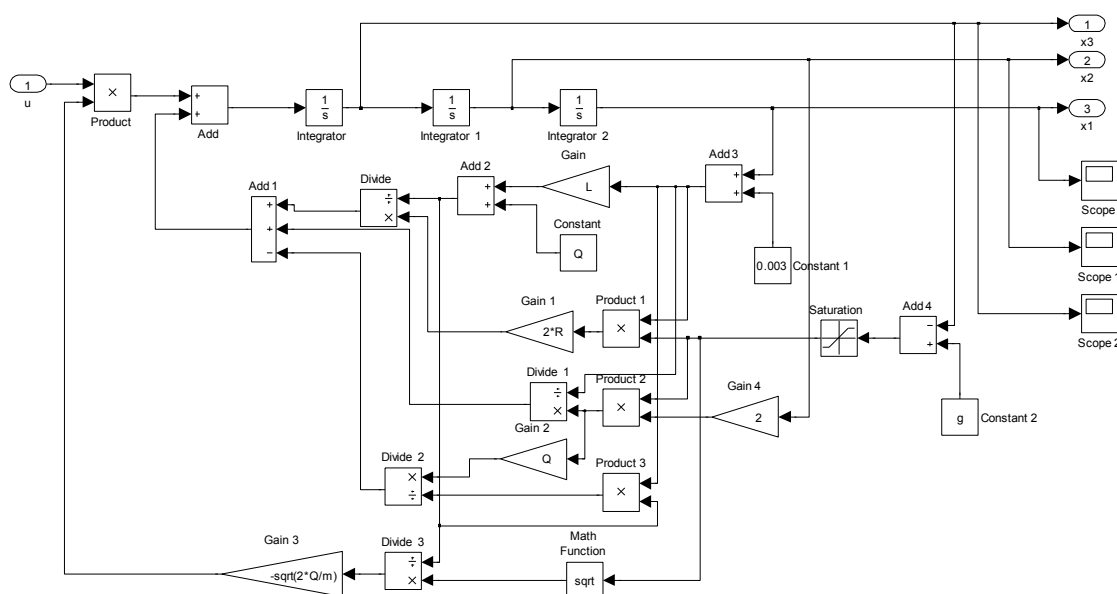 1
x3
2
x2
3
x1
1
u
×
Product
+
+
Add
1
s
Integrator
1
s
Integrator 1
1
s
Integrator 2
Gain
L
Add 3
+
+
Add 2
+
+
Divide
÷
×
Add 1
+
+
−
Constant
Q
0.003
Constant 1
Scope
Scope 1
Scope 2
Gain 1
2*R
Product 1
×
Saturation
Add 4
−
+
Divide 1
÷
×
Product 2
×
Gain 4
2
g
Constant 2
Gain 2
Q
Divide 2
×
÷
Product 3
×
Gain 3
-sqrt(2*Q/m)
Divide 3
÷
×
Math
Function
sqrt